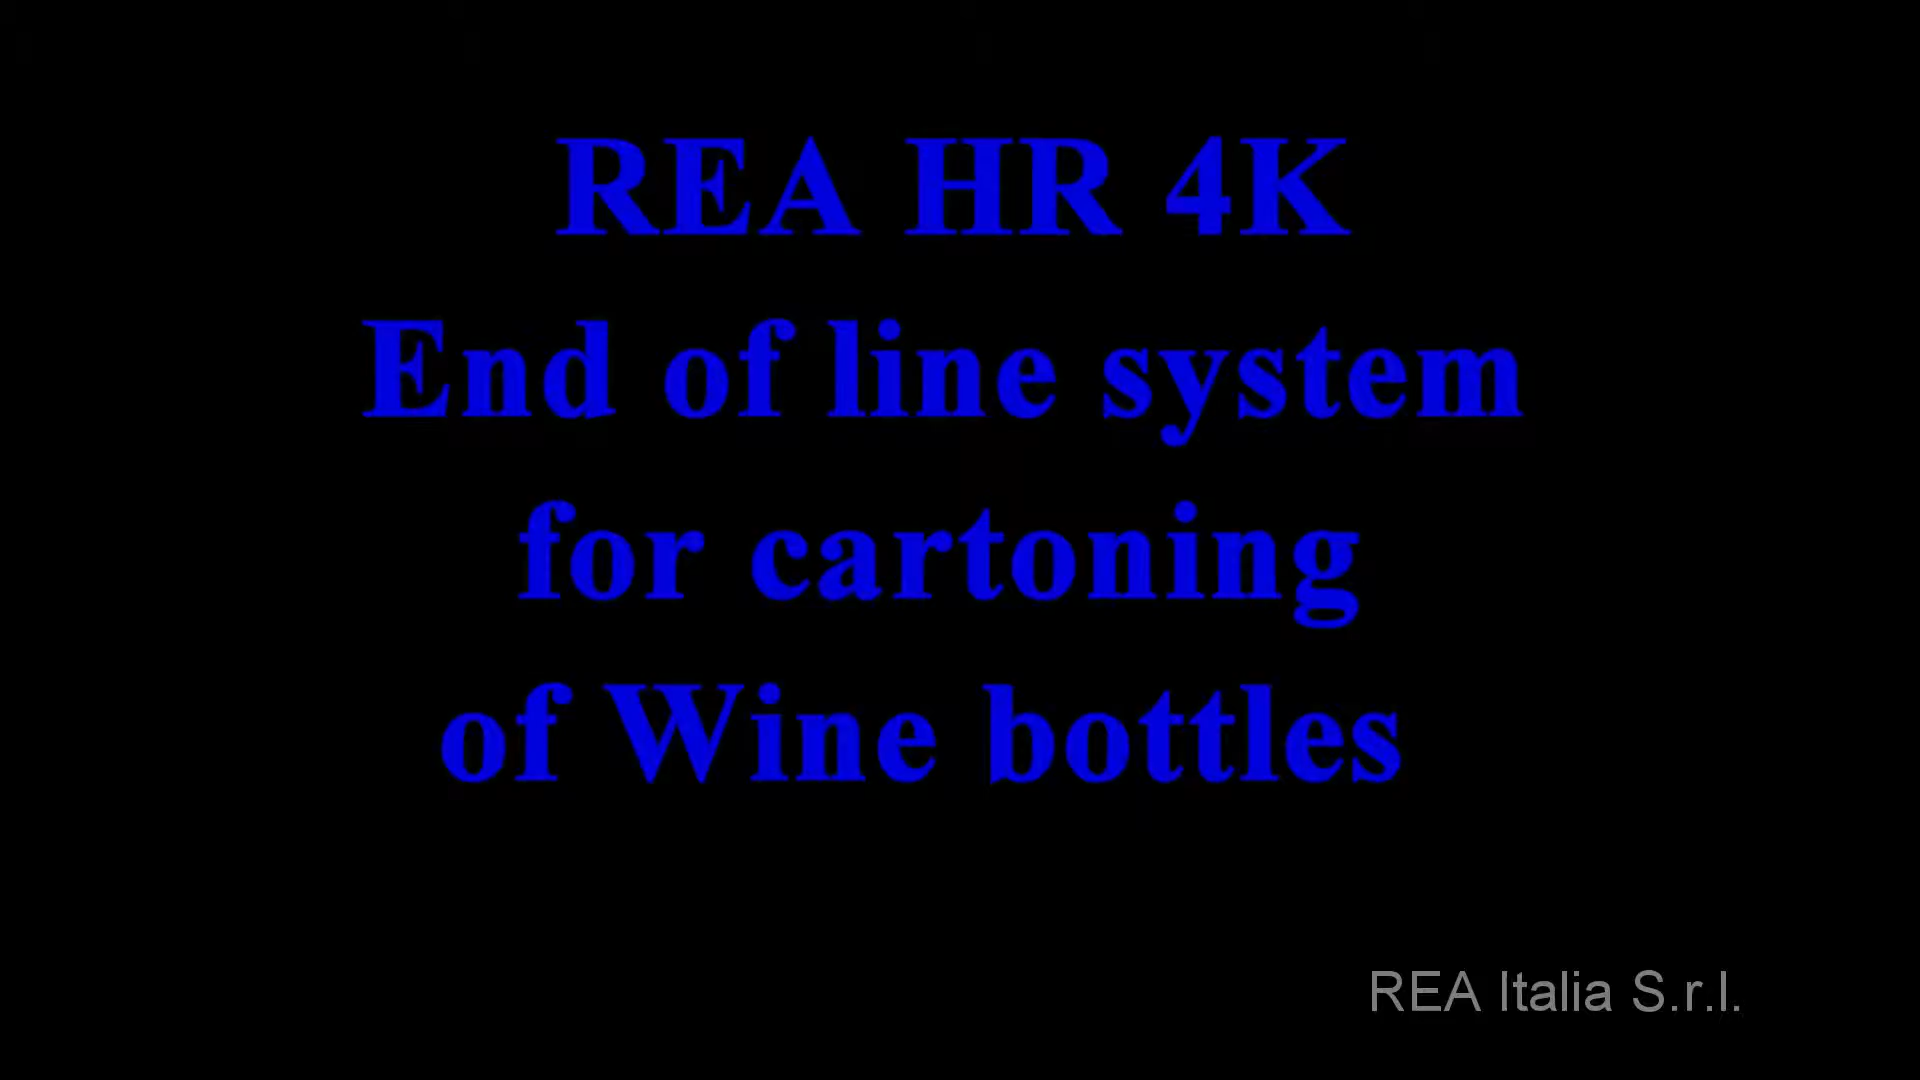 REA HR 4K
End of line system
for cartoning
of Wine bottles
REA Italia S.r.l.